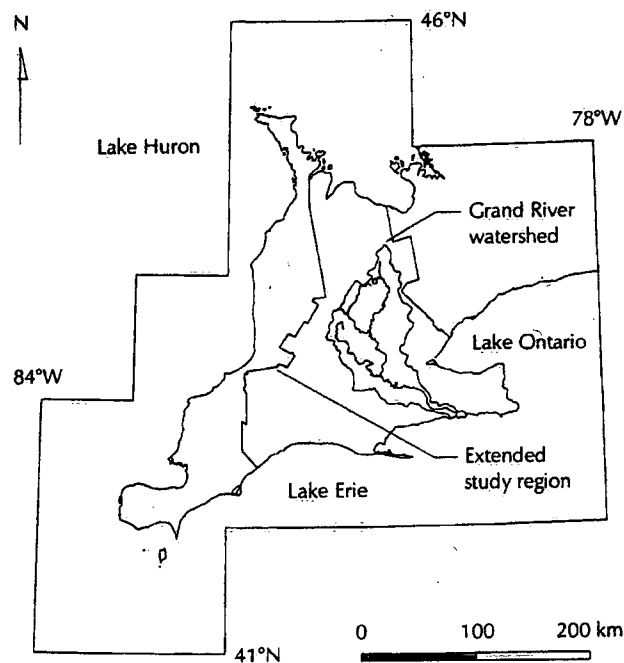 46°N
N
78°W
Lake Huron
Grand River
watershed
Lake Ontario
84°W
Extended
study region
Lake Erie
0 100 200 km
41°N